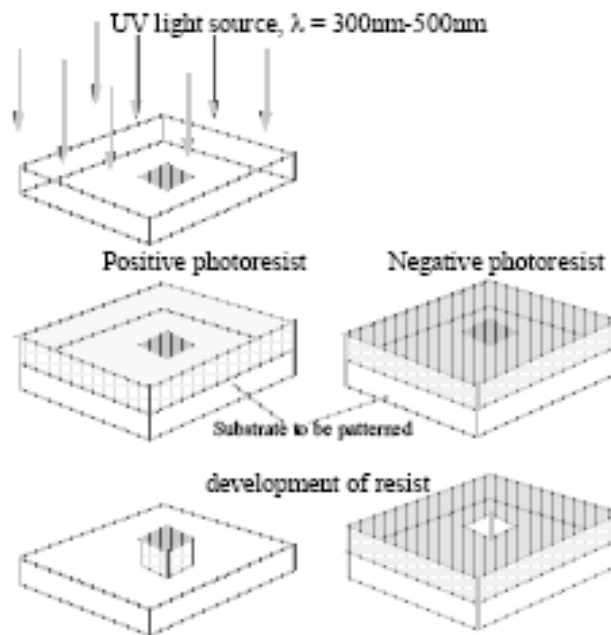 UV light source, λ = 300nm-500nm
Positive photoresist
Negative photoresist
Substrate to be patterned
development of resist